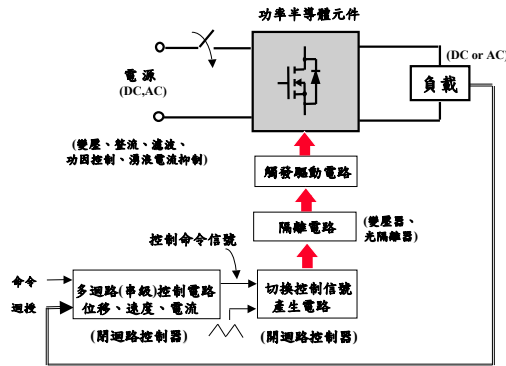 功率半導體元件
電源
(DC,AC)
(DC or AC)
負載
(變壓、整流、濾波、
功因控制、湧浪電流抑制)
觸發驅動電路
隔離電路
(變壓器、
光隔離器)
控制命令信號
命令
迴授
多迴路(串級)控制電路
位移、速度、電流
切換控制信號
產生電路
(閉迴路控制器)
(開迴路控制器)